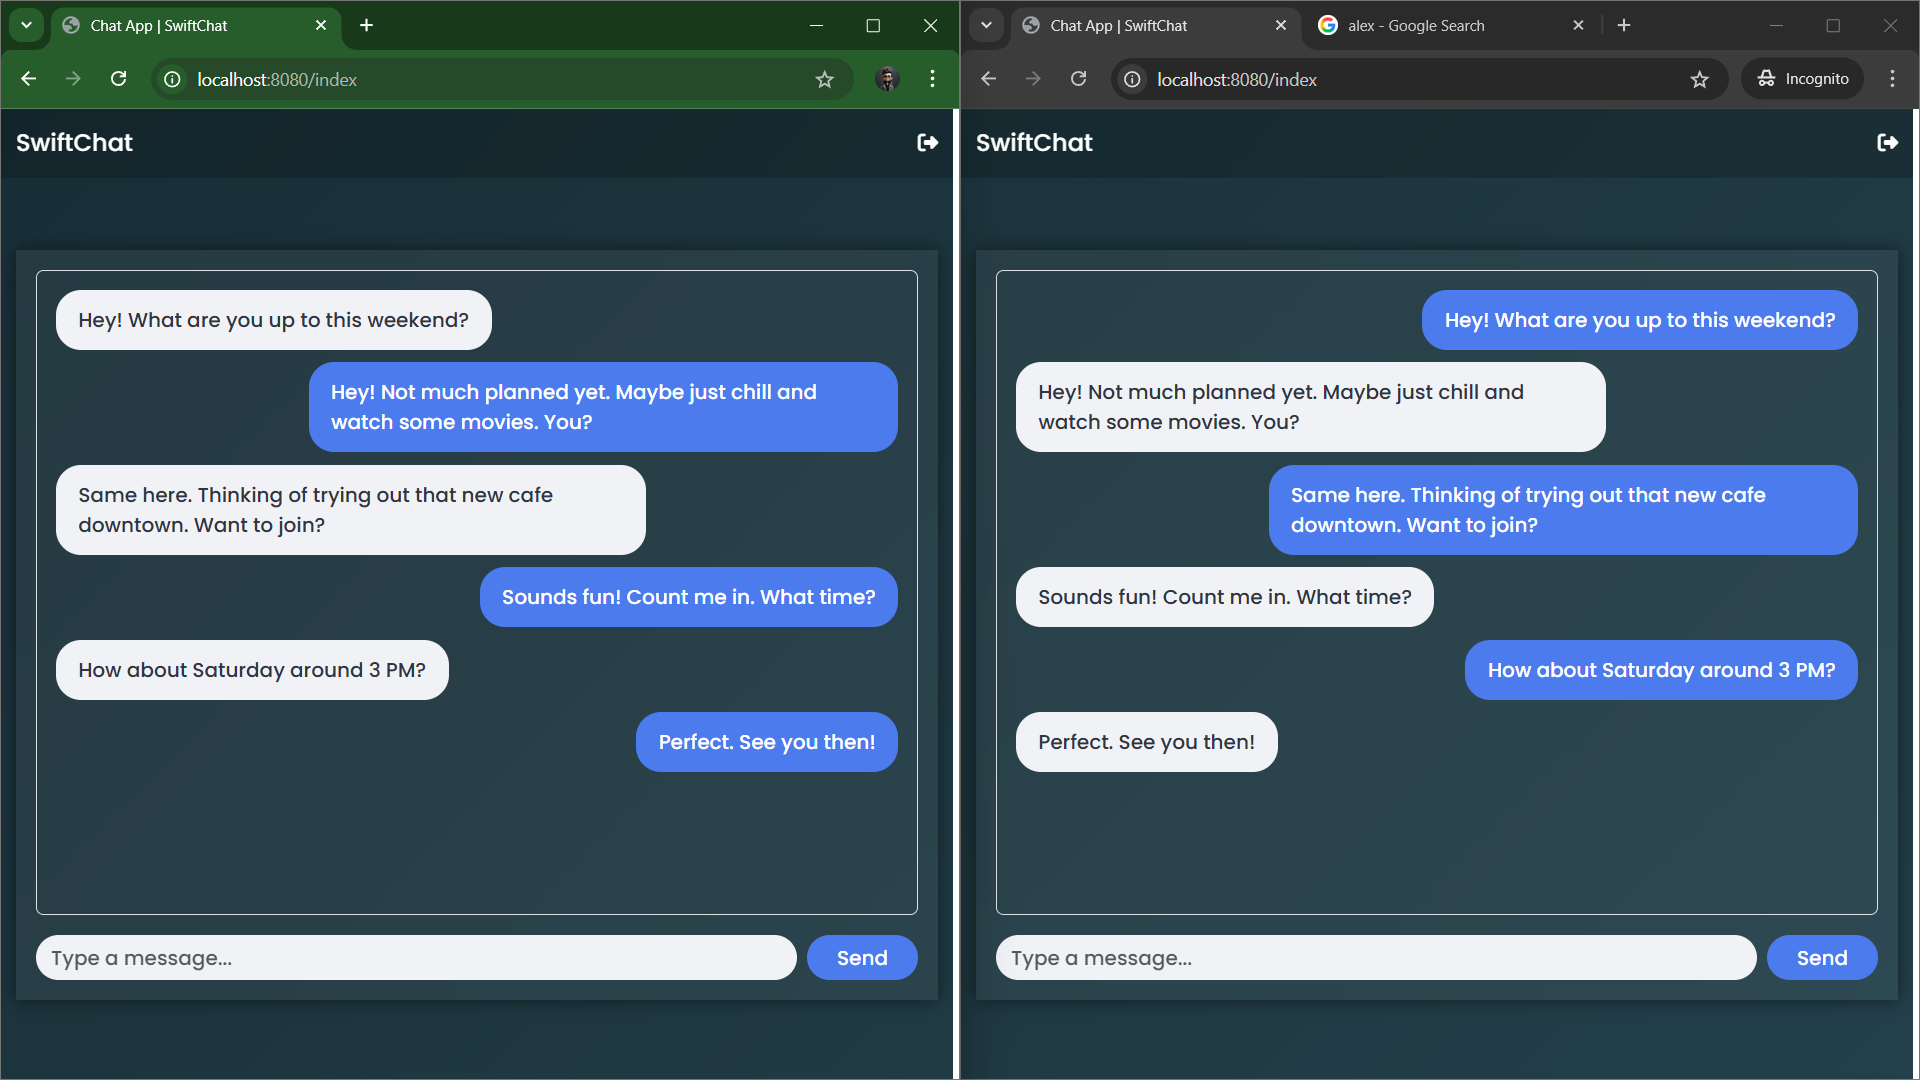 Chat App | SwiftChat
localhost:8080/index
SwiftChat
Hey! What are you up to this weekend?
Hey! Not much planned yet. Maybe just chill and
watch some movies. You?
Same here. Thinking of trying out that new cafe
downtown. Want to join?
Sounds fun! Count me in. What time?
How about Saturday around 3 PM?
Perfect. See you then!
Type a message...
Send
Chat App | SwiftChat
alex - Google Search
localhost:8080/index
Incognito
SwiftChat
Hey! What are you up to this weekend?
Hey! Not much planned yet. Maybe just chill and
watch some movies. You?
Same here. Thinking of trying out that new cafe
downtown. Want to join?
Sounds fun! Count me in. What time?
How about Saturday around 3 PM?
Perfect. See you then!
Type a message...
Send